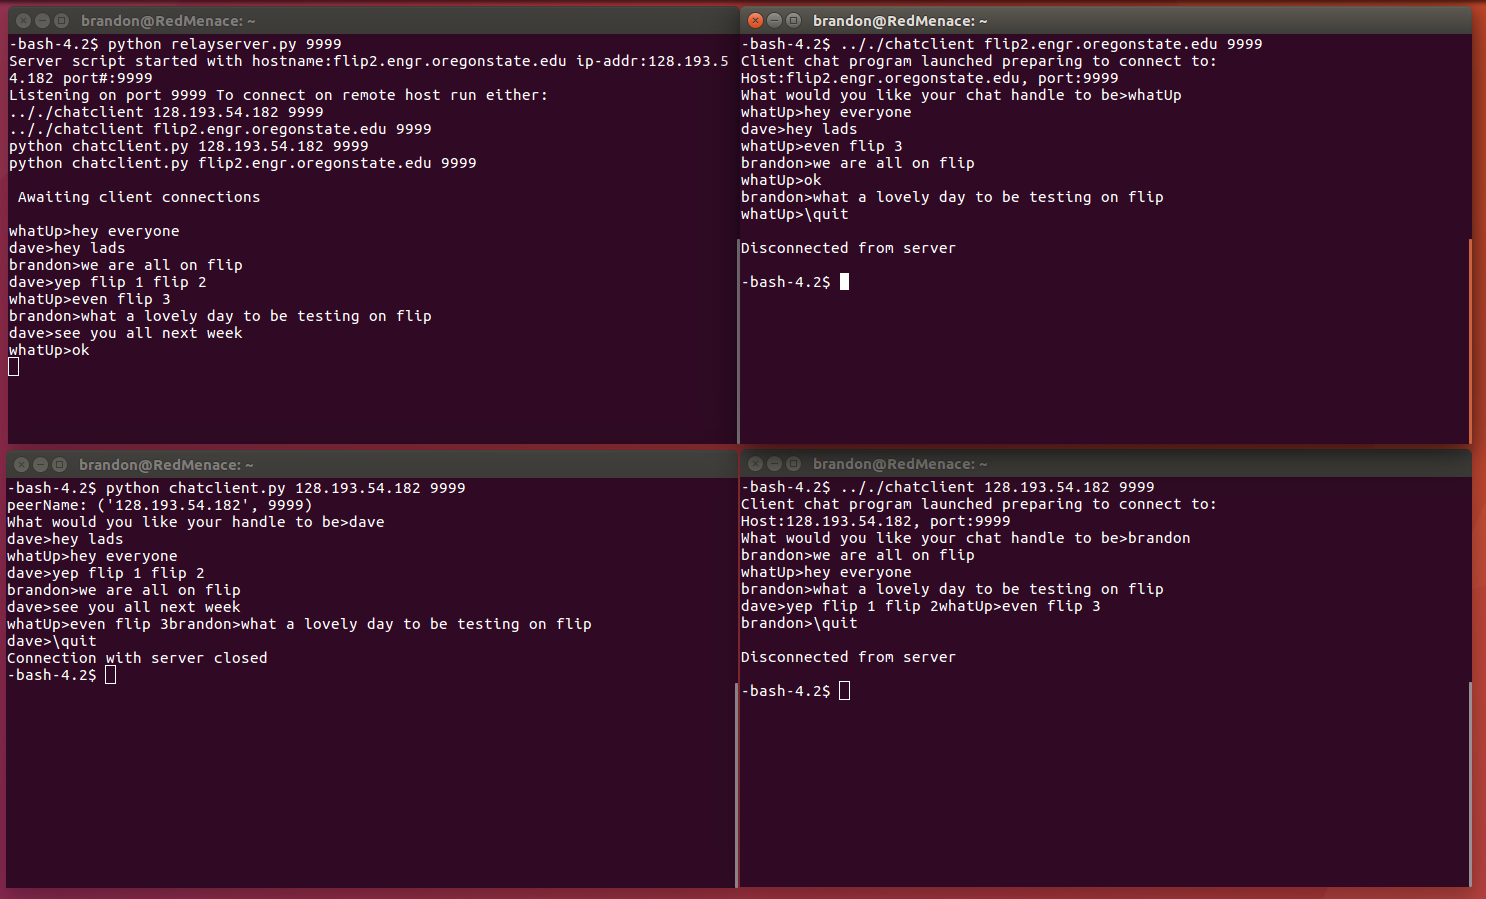 brandon@RedMenace: ~
-bash-4.2$ python relayserver.py 9999
Server script started with hostname:flip2.engr.oregonstate.edu ip-addr:128.193.5
4.182 port#:9999
Listening on port 9999 To connect on remote host run either:
.././chatclient 128.193.54.182 9999
.././chatclient flip2.engr.oregonstate.edu 9999
python chatclient.py 128.193.54.182 9999
python chatclient.py flip2.engr.oregonstate.edu 9999
Awaiting client connections
whatUp>hey everyone
dave>hey lads
brandon>we are all on flip
dave>yep flip 1 flip 2
whatUp>even flip 3
brandon>what a lovely day to be testing on flip
dave>see you all next week
whatUp>ok
brandon@RedMenace: ~
-bash-4.2$ .././chatclient flip2.engr.oregonstate.edu 9999
Client chat program launched preparing to connect to:
Host:flip2.engr.oregonstate.edu, port:9999
What would you like your chat handle to be>whatUp
whatUp>hey everyone
dave>hey lads
whatUp>even flip 3
brandon>we are all on flip
whatUp>ok
brandon>what a lovely day to be testing on flip
whatUp>\quit
Disconnected from server
-bash-4.2$
brandon@RedMenace: ~
-bash-4.2$ python chatclient.py 128.193.54.182 9999
peerName: ('128.193.54.182', 9999)
What would you like your handle to be>dave
dave>hey lads
whatUp>hey everyone
dave>yep flip 1 flip 2
brandon>we are all on flip
dave>see you all next week
whatUp>even flip 3brandon>what a lovely day to be testing on flip
dave>\quit
Connection with server closed
-bash-4.2$
brandon@RedMenace: ~
-bash-4.2$ .././chatclient 128.193.54.182 9999
Client chat program launched preparing to connect to:
Host:128.193.54.182, port:9999
What would you like your chat handle to be>brandon
brandon>we are all on flip
whatUp>hey everyone
brandon>what a lovely day to be testing on flip
dave>yep flip 1 flip 2whatUp>even flip 3
brandon>\quit
Disconnected from server
-bash-4.2$